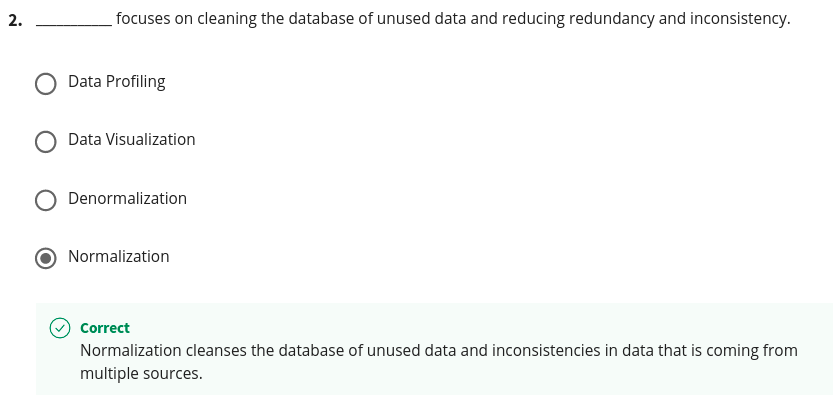 2. ___________ focuses on cleaning the database of unused data and reducing redundancy and inconsistency.
Data Profiling
Data Visualization
Denormalization
Normalization
Correct
Normalization cleanses the database of unused data and inconsistencies in data that is coming from
multiple sources.